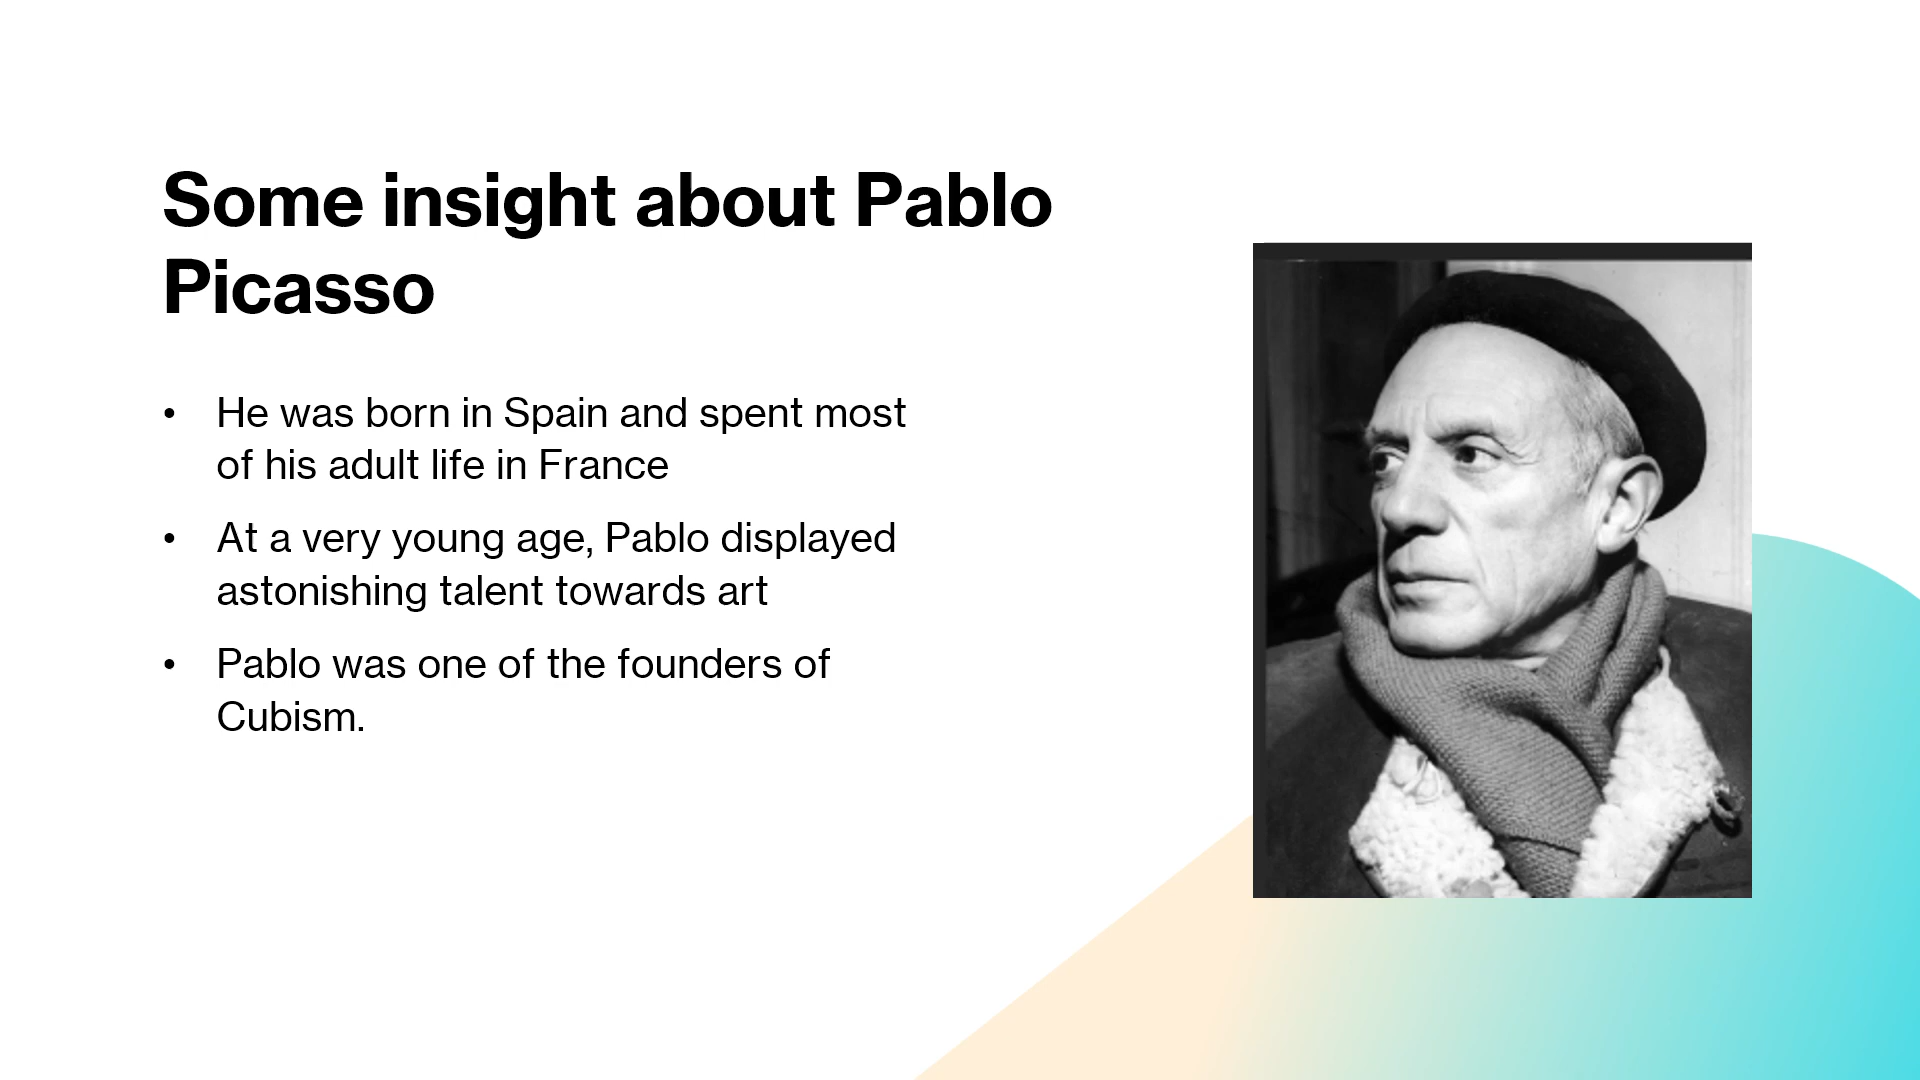 Some insight about Pablo
Picasso
• He was born in Spain and spent most
of his adult life in France
• At a very young age, Pablo displayed
astonishing talent towards art
• Pablo was one of the founders of
Cubism.